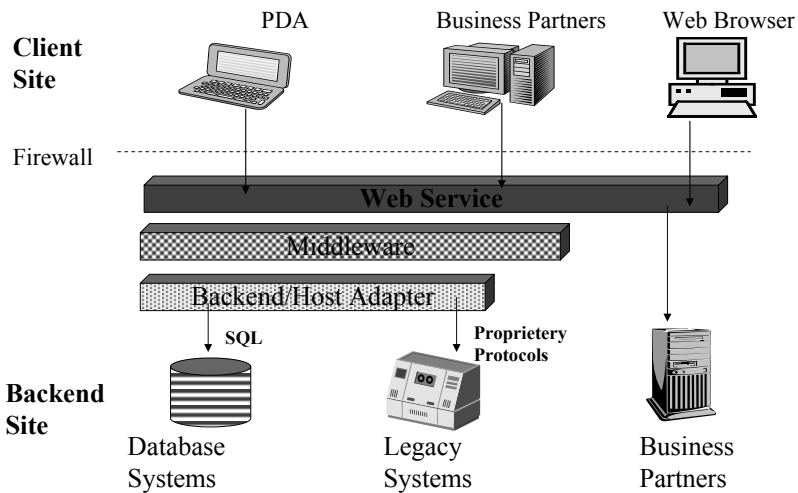 PDA
Business Partners
Web Browser
Client
Site
Firewall
Web Service
Middleware
Backend/Host Adapter
SQL
Proprietery
Protocols
Backend
Site
Database
Systems
Legacy
Systems
Business
Partners